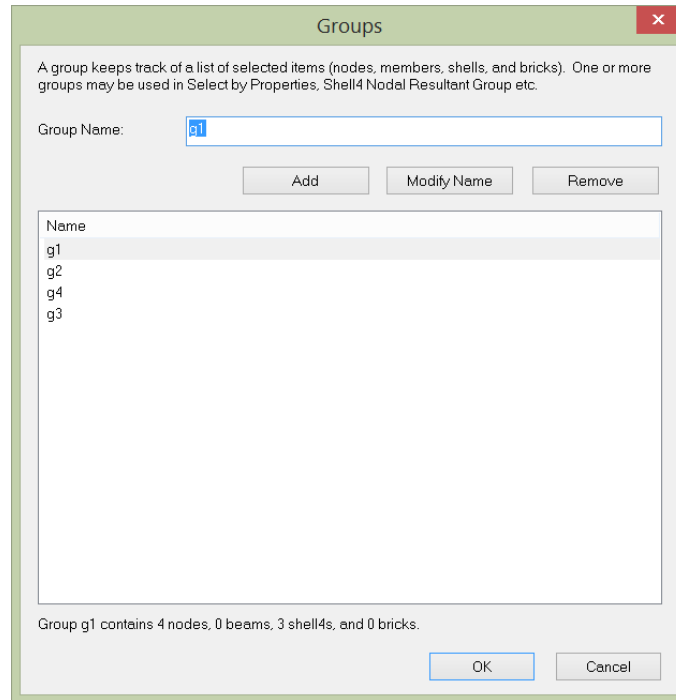 Groups
A group keeps track of a list of selected items (nodes, members, shells, and bricks).  One or more
groups may be used in Select by Properties, Shell4 Nodal Resultant Group etc.
Group Name: g1
Add Modify Name Remove
Name
g1
g2
g4
g3
Group g1 contains 4 nodes, 0 beams, 3 shell4s, and 0 bricks.
OK Cancel